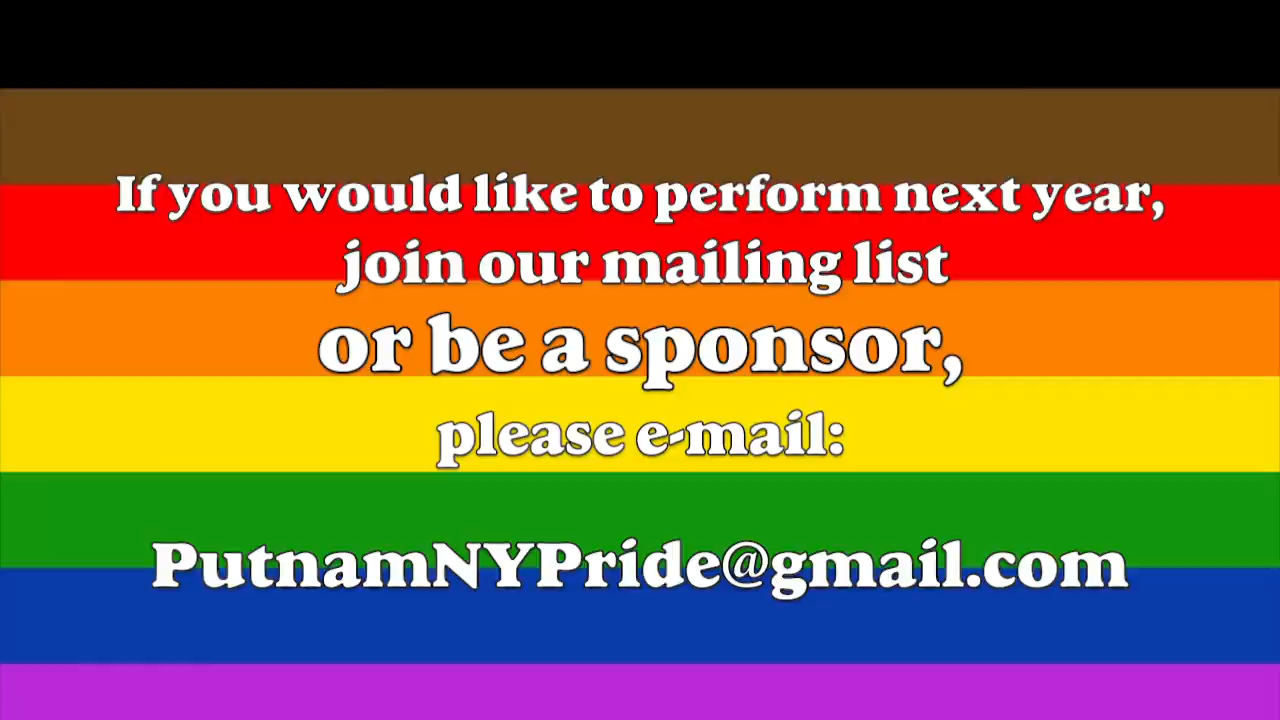 If you would like to perform next year,
join our mailing list
or be a sponsor,
please e-mail:
PutnamNYPride@gmail.com